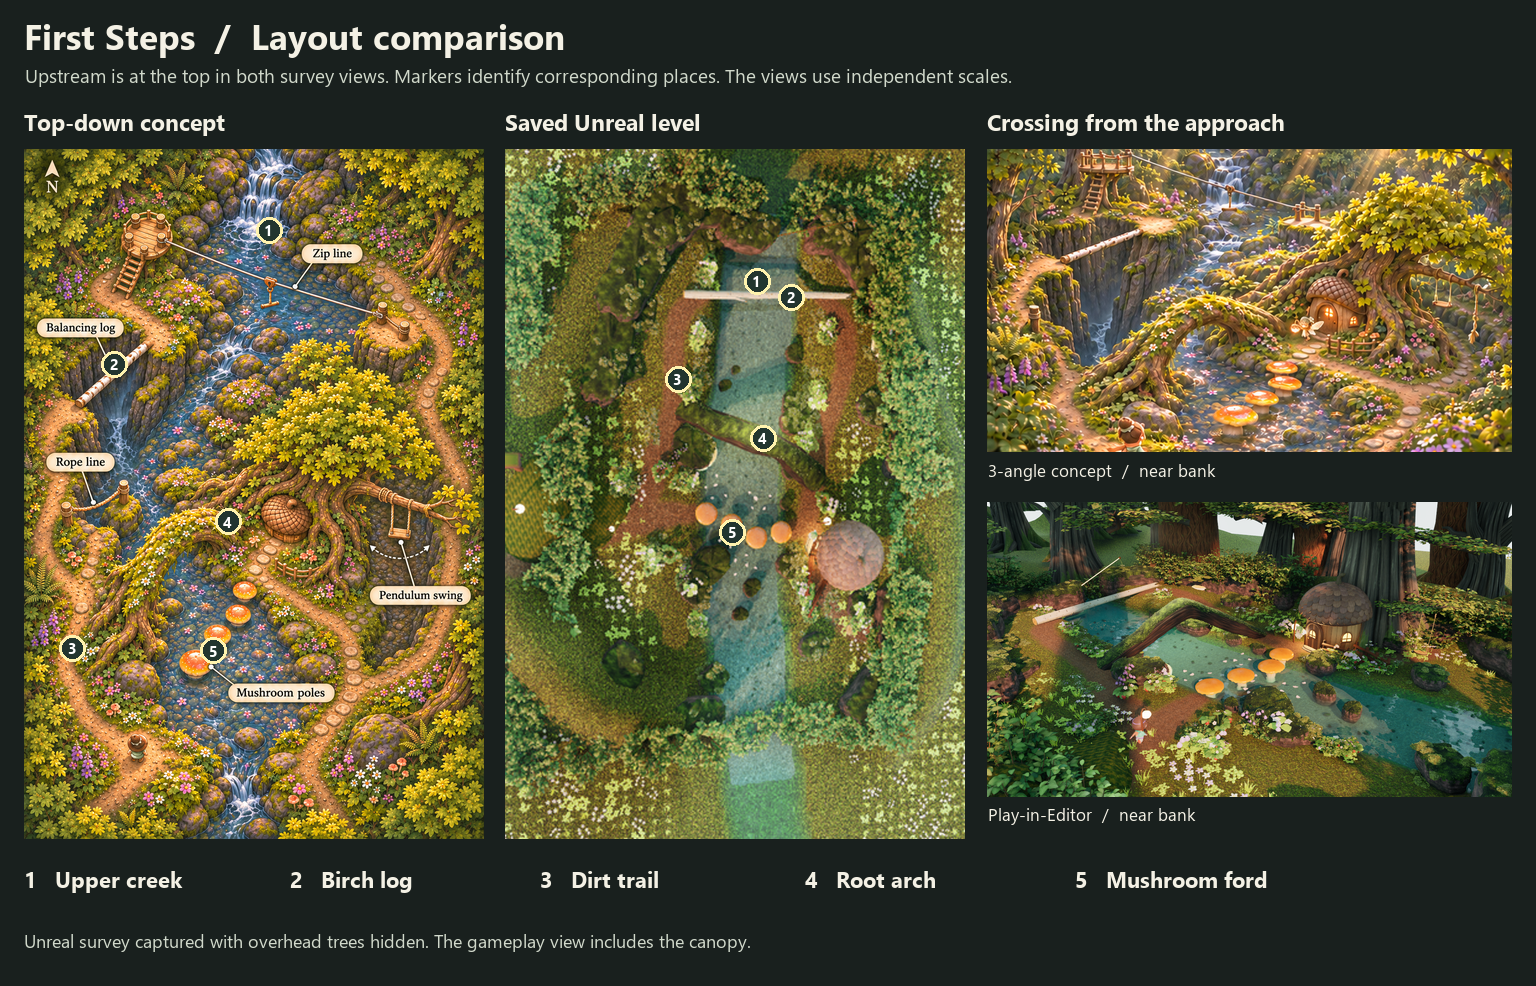 First Steps / Layout comparison
Upstream is at the top in both survey views. Markers identify corresponding places. The views use independent scales.
Top-down concept
N
1
Zip line
Balancing log
2
Rope line
4
Pendulum swing
3
5
Mushroom poles
Saved Unreal level
1
2
3
4
5
Crossing from the approach
3-angle concept / near bank
Play-in-Editor / near bank
1 Upper creek
2 Birch log
3 Dirt trail
4 Root arch
5 Mushroom ford
Unreal survey captured with overhead trees hidden. The gameplay view includes the canopy.